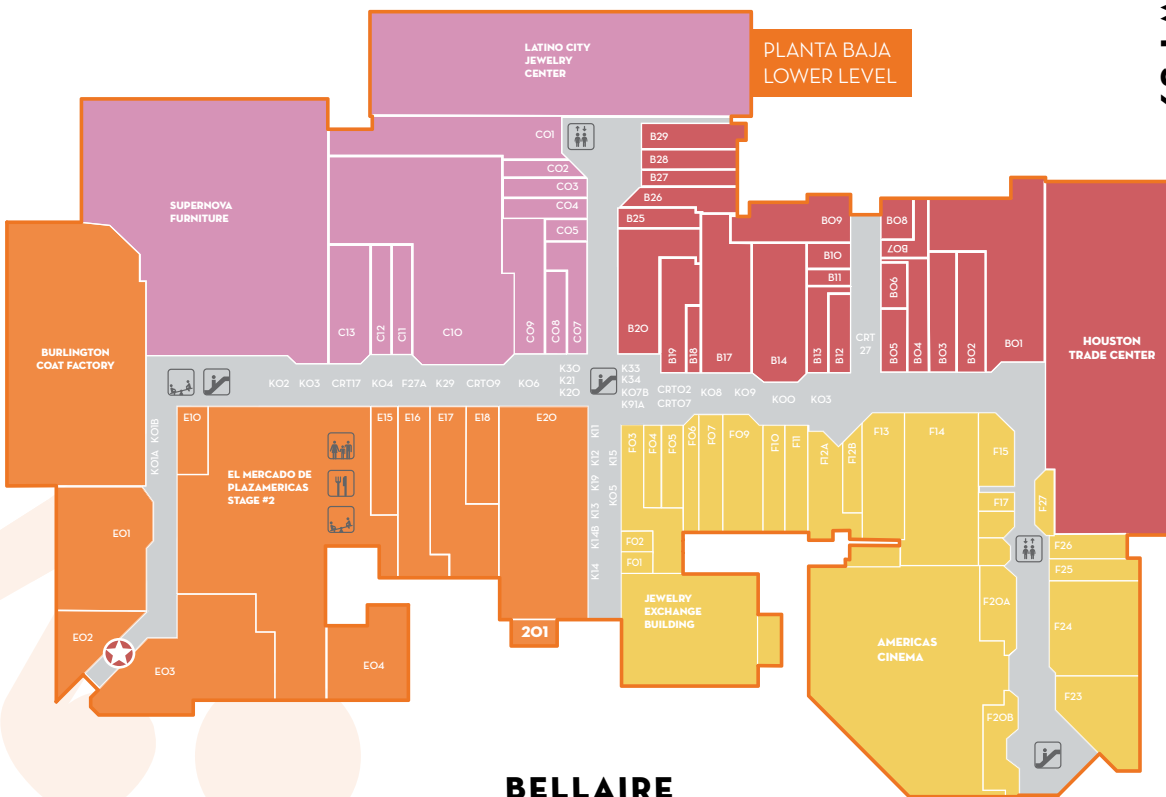 LATINO CITY
JEWELRY
CENTER
PLANTA BAJA
LOWER LEVEL
C01
B29
B28
B27
B26
B25
C02
C03
C04
C05
SUPERNOVA
FURNITURE
B09
B10
B11
B08
B07
B06
B05
B04
B03
B02
B01
HOUSTON
TRADE CENTER
BURLINGTON
COAT FACTORY
C13
C12
C11
C10
C09
C08
C07
B20
B19
B18
B17
B14
B13
B12
CRT
27
K02
K03
CRT17
K04
F27A
K29
CRT09
K06
K30
K21
K20
K33
K34
K07B
K91A
CRT02
CRT07
K08
K09
K00
K03
K01B
K01A
E10
E15
E16
E17
E18
E20
K11
K12
K19
K13
K14B
K14
K15
K05
F03
F04
F05
F06
F07
F09
F10
F11
F12A
F12B
F13
F14
F15
F17
F27
F26
F25
EL MERCADO DE
PLAZAMERICAS
STAGE #2
E01
E02
E03
E04
201
F02
F01
JEWELRY
EXCHANGE
BUILDING
AMERICAS
CINEMA
F20A
F20B
F24
F23
BELLAIRE